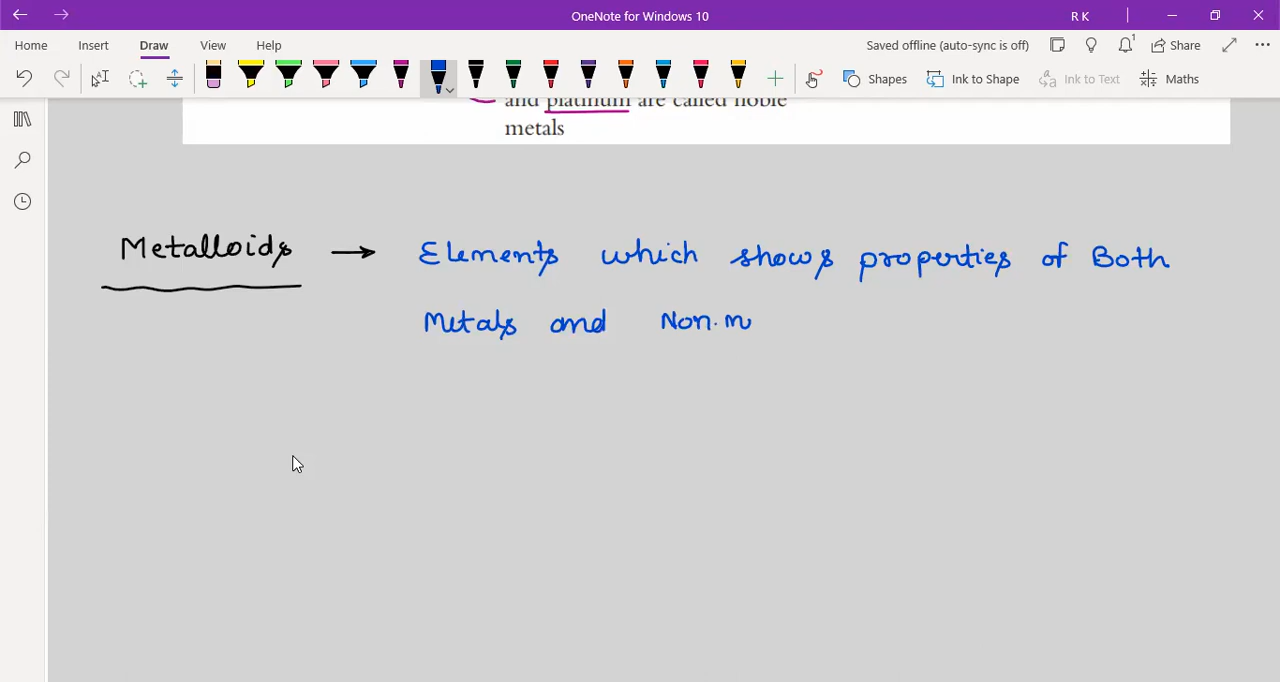 OneNote for Windows 10
R K
Home Insert Draw View Help
Saved offline (auto-sync is off) 1 Share
Shapes Ink to Shape Ink to Text Maths
and platinum are called noble
metals
Metalloids → Elements which shows properties of Both
Metals and Non.m